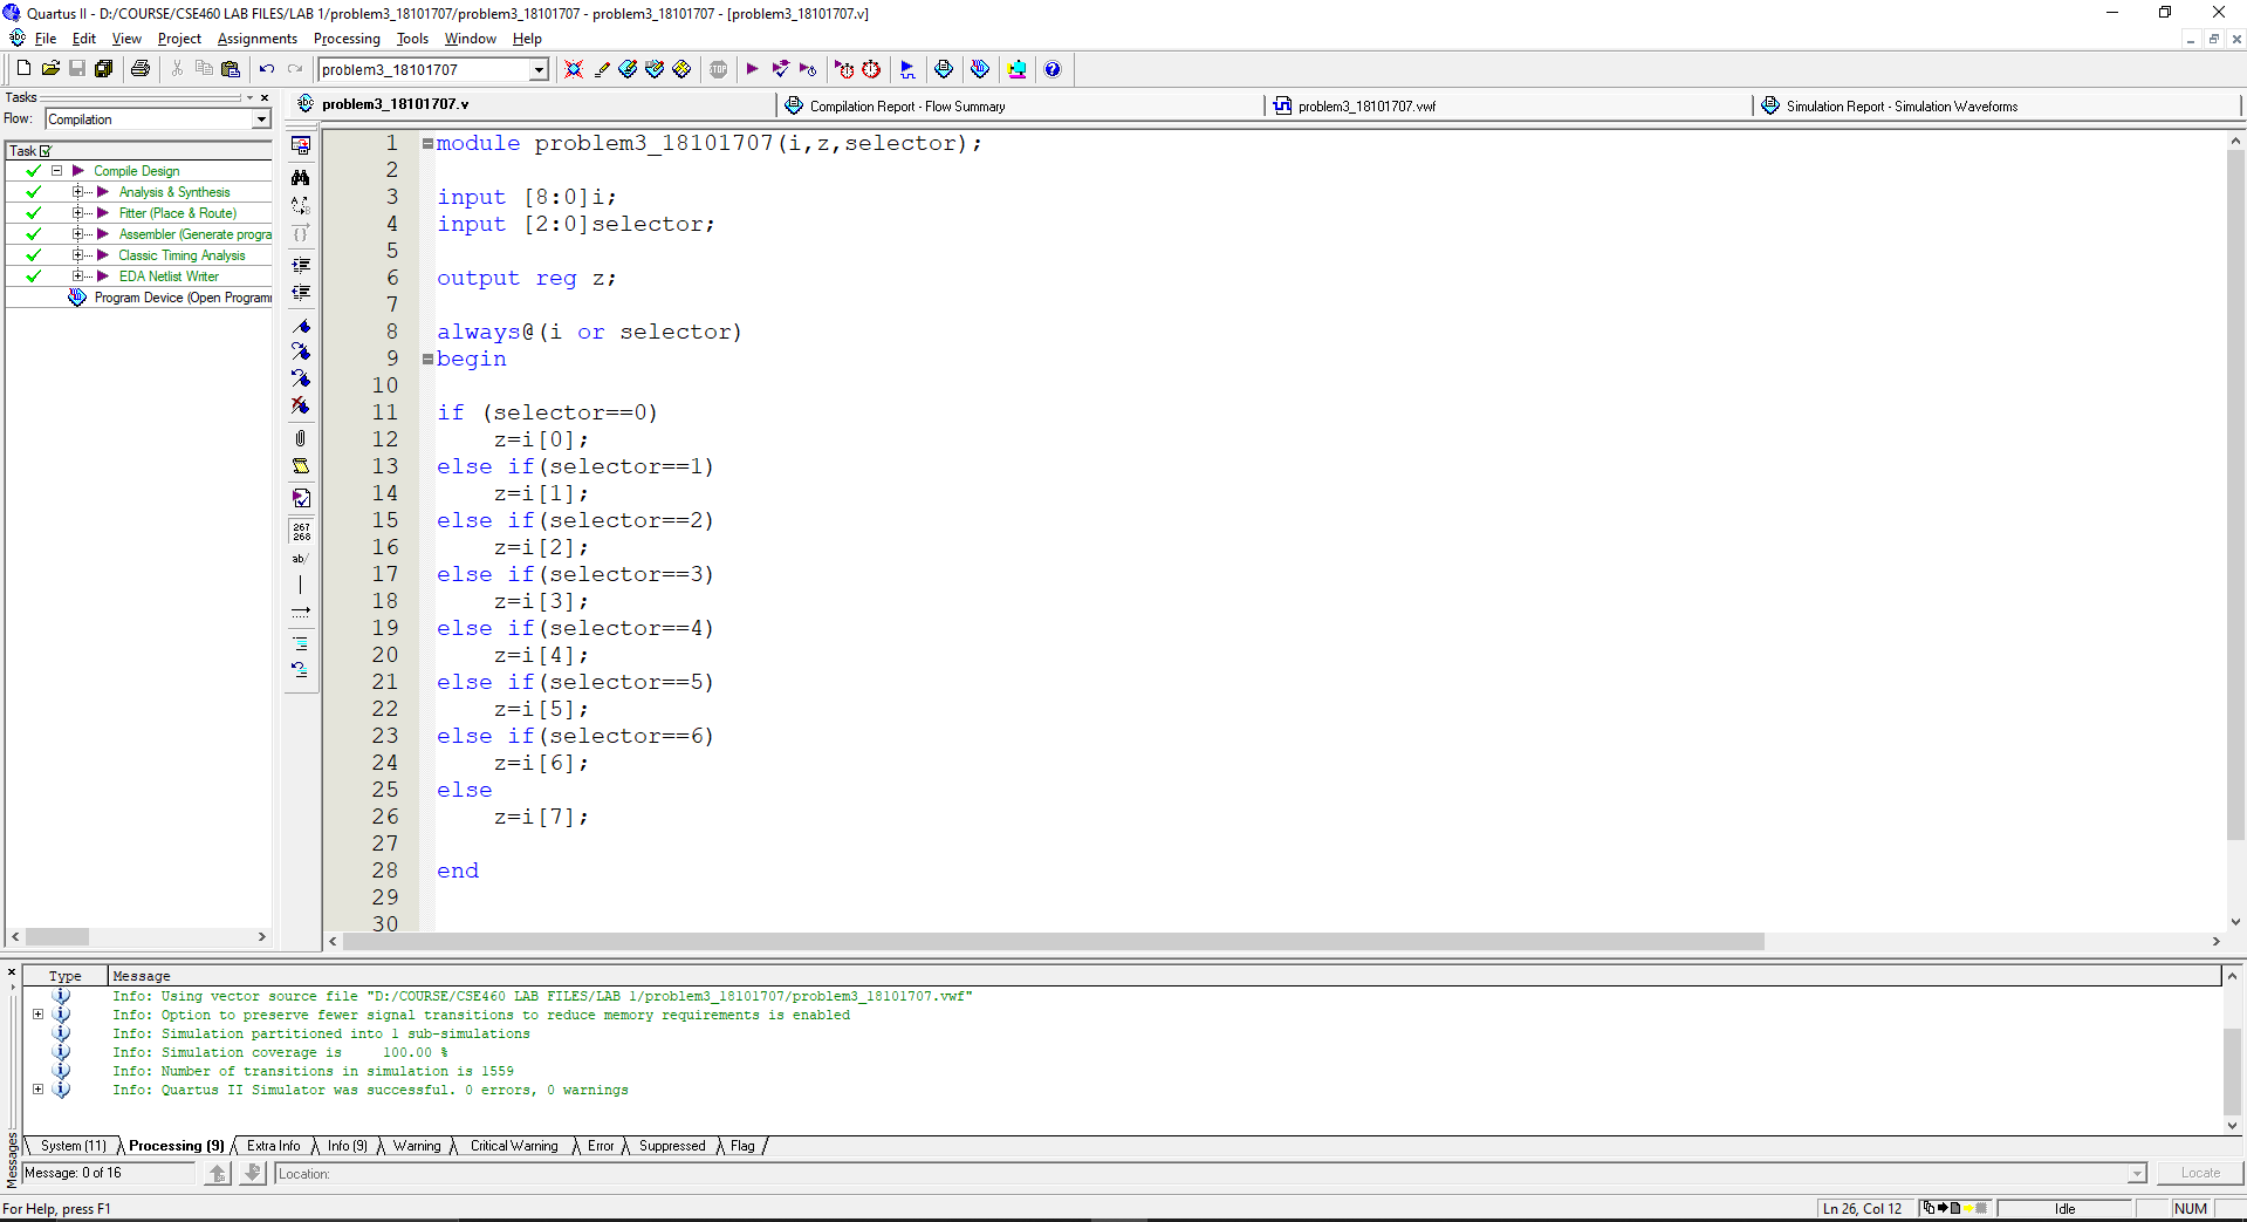 Quartus II - D:/COURSE/CSE460 LAB FILES/LAB 1/problem3_18101707/problem3_18101707 - problem3_18101707 - [problem3_18101707.v]
File Edit View Project Assignments Processing Tools Window Help
problem3_18101707
Tasks
Flow: Compilation
Task
Compile Design
Analysis & Synthesis
Fitter (Place & Route)
Assembler (Generate progra
Classic Timing Analysis
EDA Netlist Writer
Program Device (Open Program
problem3_18101707.v
Compilation Report - Flow Summary
problem3_18101707.vwf
Simulation Report - Simulation Waveforms
267
268
ab/
1 module problem3_18101707(i,z,selector);
2
3 input [8:0]i;
4 input [2:0]selector;
5
6 output reg z;
7
8 always@(i or selector)
9 begin
10
11 if (selector==0)
12 z=i[0];
13 else if(selector==1)
14 z=i[1];
15 else if(selector==2)
16 z=i[2];
17 else if(selector==3)
18 z=i[3];
19 else if(selector==4)
20 z=i[4];
21 else if(selector==5)
22 z=i[5];
23 else if(selector==6)
24 z=i[6];
25 else
26 z=i[7];
27
28 end
29
30
Type Message
Info: Using vector source file "D:/COURSE/CSE460 LAB FILES/LAB 1/problem3_18101707/problem3_18101707.vwf"
Info: Option to preserve fewer signal transitions to reduce memory requirements is enabled
Info: Simulation partitioned into 1 sub-simulations
Info: Simulation coverage is 100.00 %
Info: Number of transitions in simulation is 1559
Info: Quartus II Simulator was successful. 0 errors, 0 warnings
System (11) Processing (9) Extra Info Info (9) Warning Critical Warning Error Suppressed Flag
Messages
Message: 0 of 16
Location:
Locate
For Help, press F1
Ln 26, Col 12
Idle
NUM